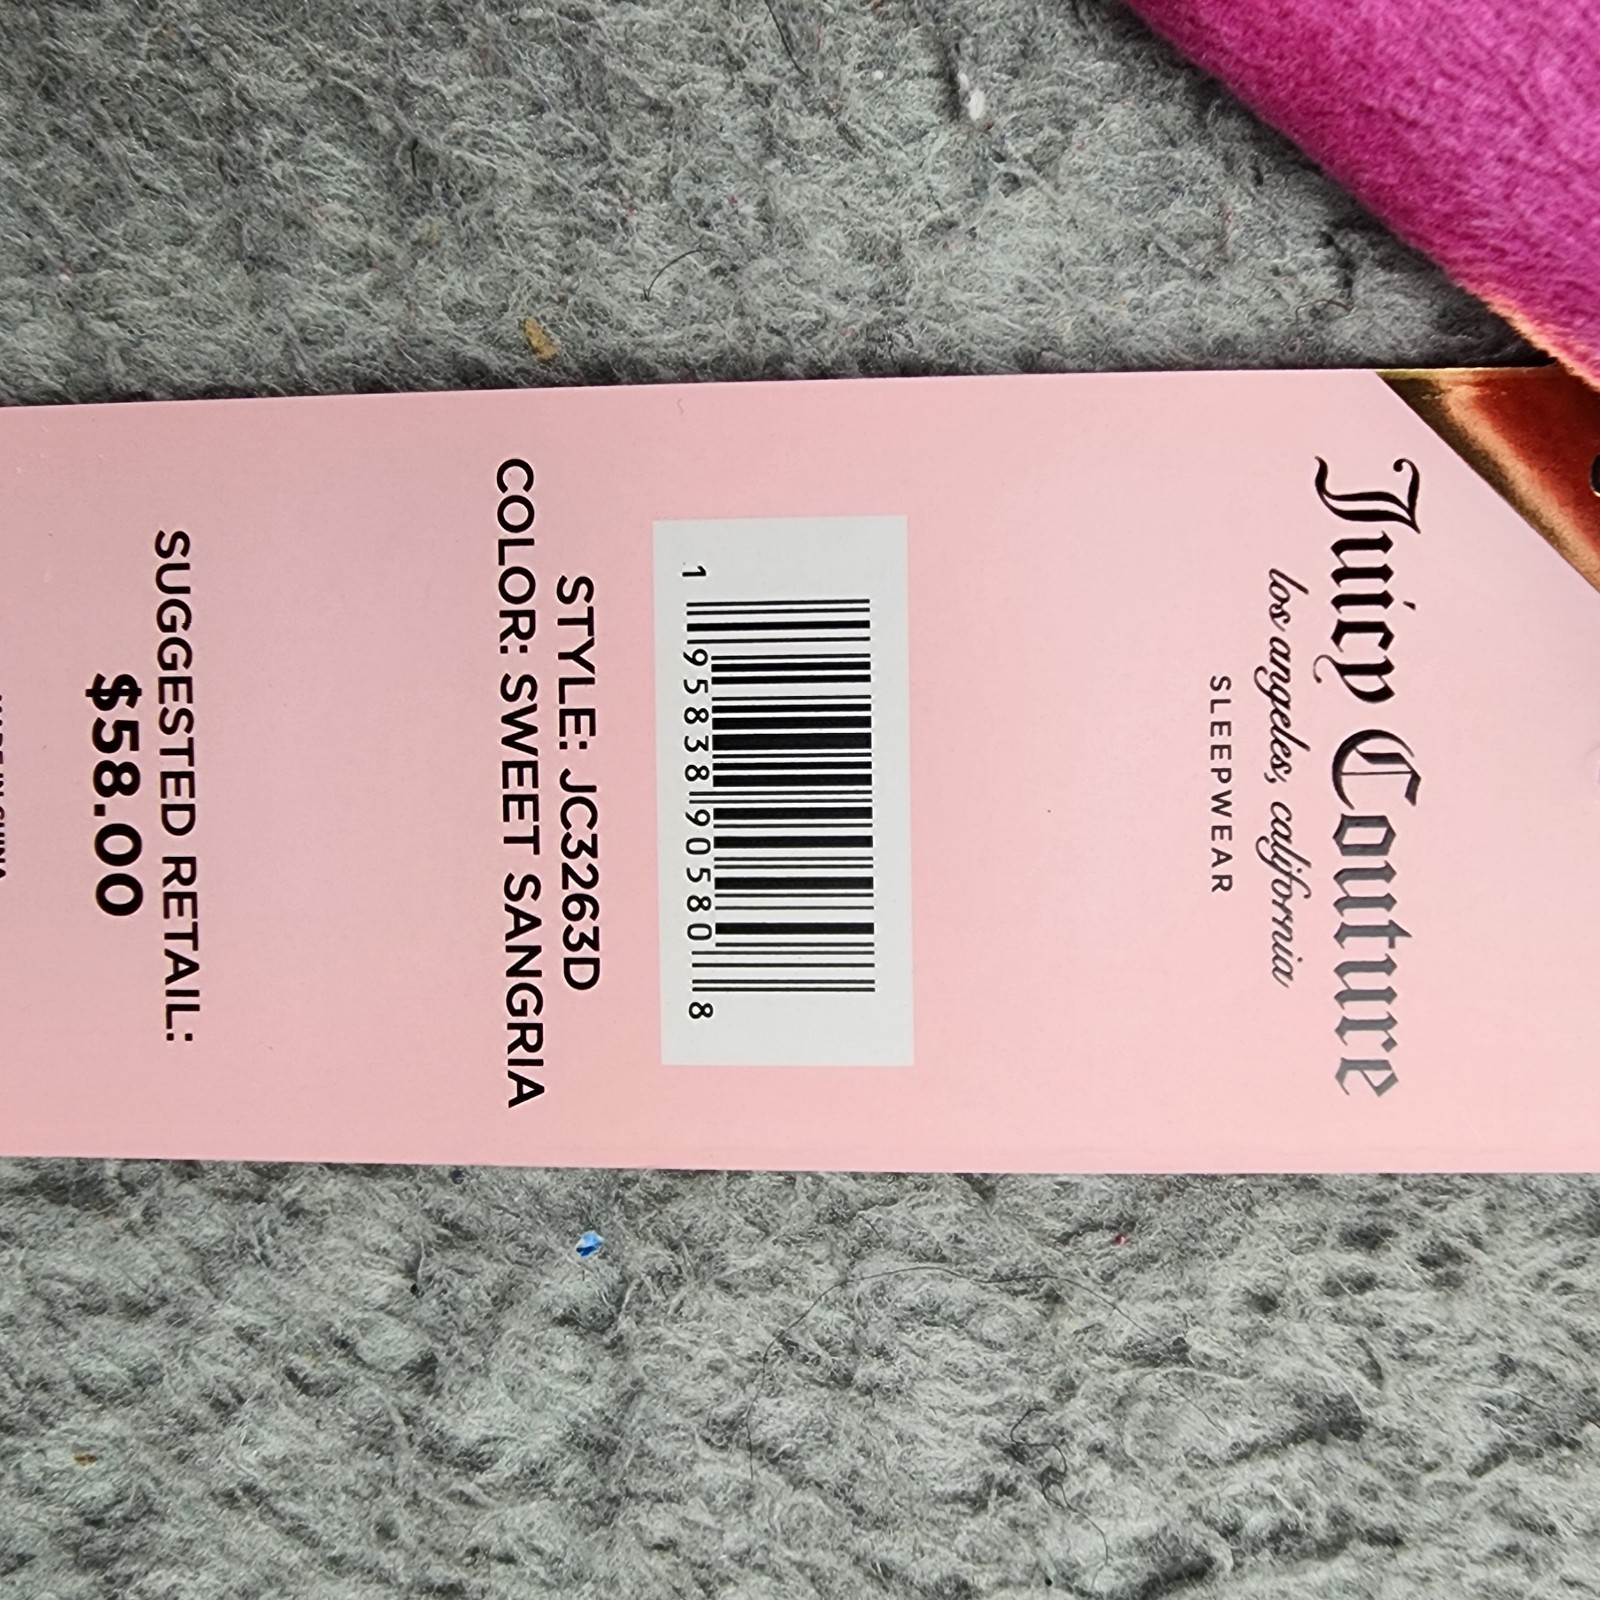 Juicy Couture
los angeles, california
SLEEPWEAR
1 95838 90580 8
STYLE: JC3263D
COLOR: SWEET SANGRIA
SUGGESTED RETAIL:
$58.00